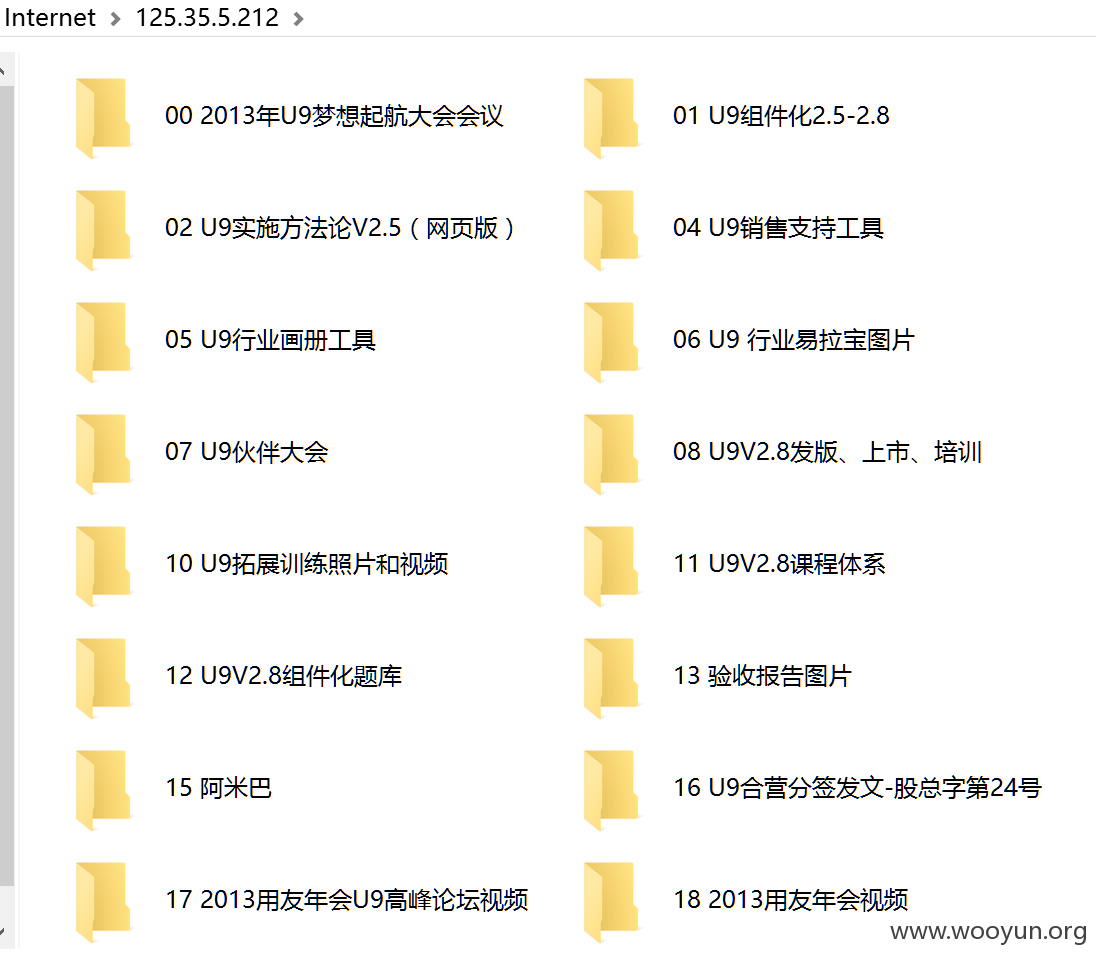 Internet > 125.35.5.212 >
00 2013年U9梦想起航大会会议
01 U9组件化2.5-2.8
02 U9实施方法论V2.5（网页版）
04 U9销售支持工具
05 U9行业画册工具
06 U9 行业易拉宝图片
07 U9伙伴大会
08 U9V2.8发版、上市、培训
10 U9拓展训练照片和视频
11 U9V2.8课程体系
12 U9V2.8组件化题库
13 验收报告图片
15 阿米巴
16 U9合营分签发文-股总字第24号
17 2013用友年会U9高峰论坛视频
18 2013用友年会视频
www.wooyun.org